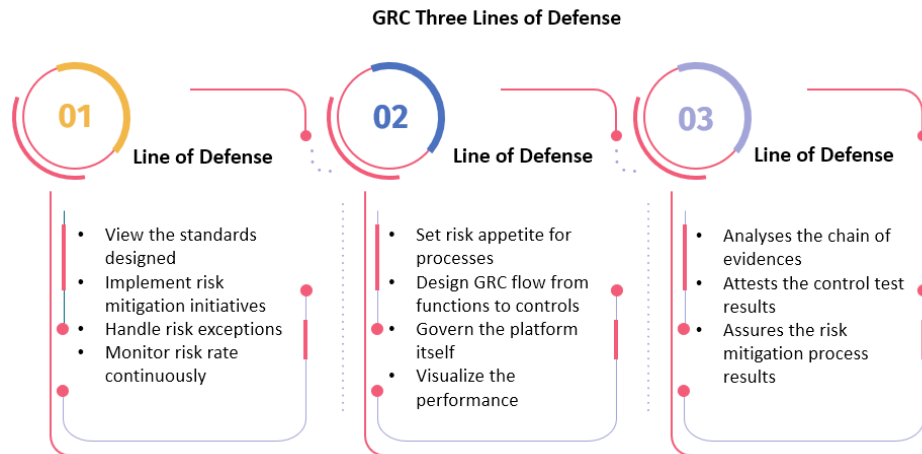 GRC Three Lines of Defense
01
Line of Defense
• View the standards
designed
• Implement risk
mitigation initiatives
• Handle risk exceptions
• Monitor risk rate
continuously
02
Line of Defense
• Set risk appetite for
processes
• Design GRC flow from
functions to controls
• Govern the platform
itself
• Visualize the
performance
03
Line of Defense
• Analyses the chain of
evidences
• Attests the control test
results
• Assures the risk
mitigation process
results